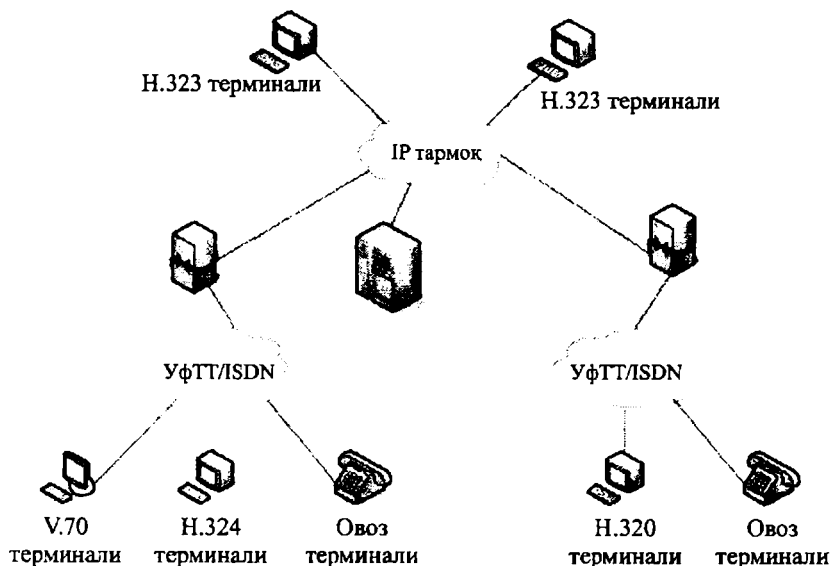 H.323 терминали
H.323 терминали
IP тармоқ
УфТТ/ISDN
УфТТ/ISDN
V.70
терминали
H.324
терминали
Овоз
терминали
H.320
терминали
Овоз
терминали